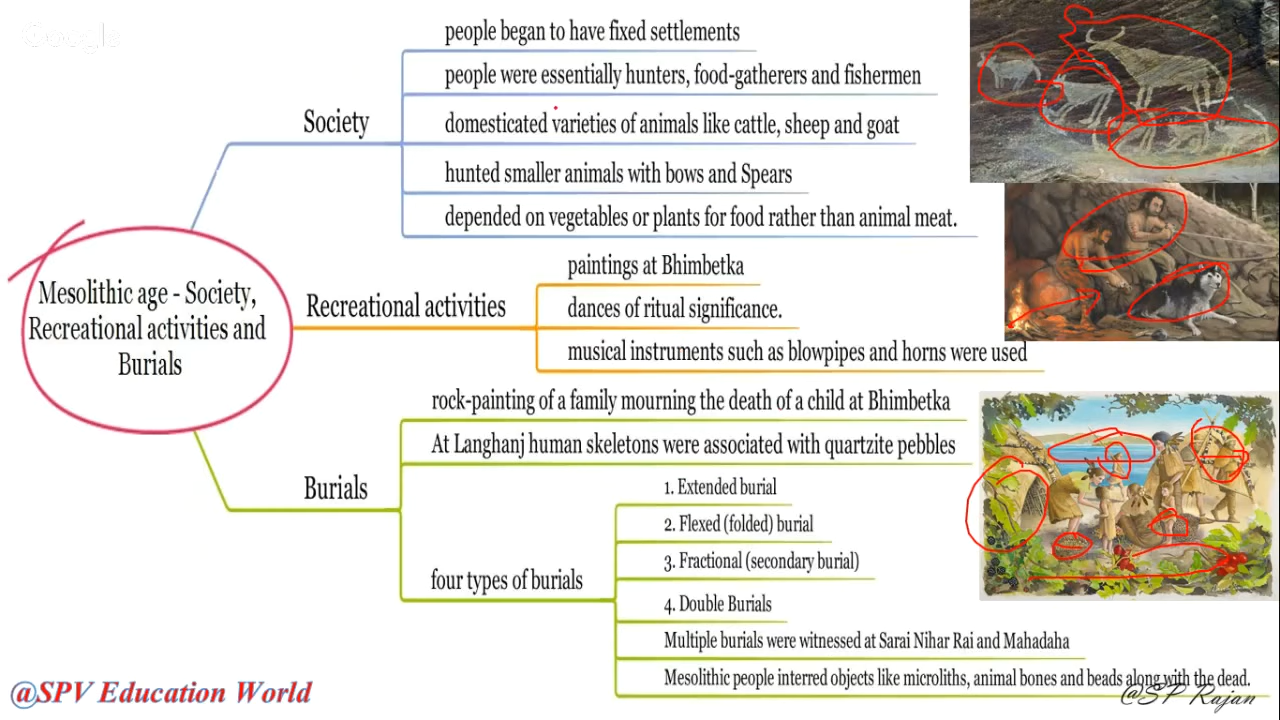 Google
people began to have fixed settlements
people were essentially hunters, food-gatherers and fishermen
Society
domesticated varieties of animals like cattle, sheep and goat
hunted smaller animals with bows and Spears
depended on vegetables or plants for food rather than animal meat.
Mesolithic age - Society,
Recreational activities and
Burials
paintings at Bhimbetka
Recreational activities
dances of ritual significance.
musical instruments such as blowpipes and horns were used
rock-painting of a family mourning the death of a child at Bhimbetka
At Langhanj human skeletons were associated with quartzite pebbles
Burials
1. Extended burial
2. Flexed (folded) burial
3. Fractional (secondary burial)
four types of burials
4. Double Burials
Multiple burials were witnessed at Sarai Nihar Rai and Mahadaha
Mesolithic people interred objects like microliths, animal bones and beads along with the dead.
@SPV Education World
@SP Rajan